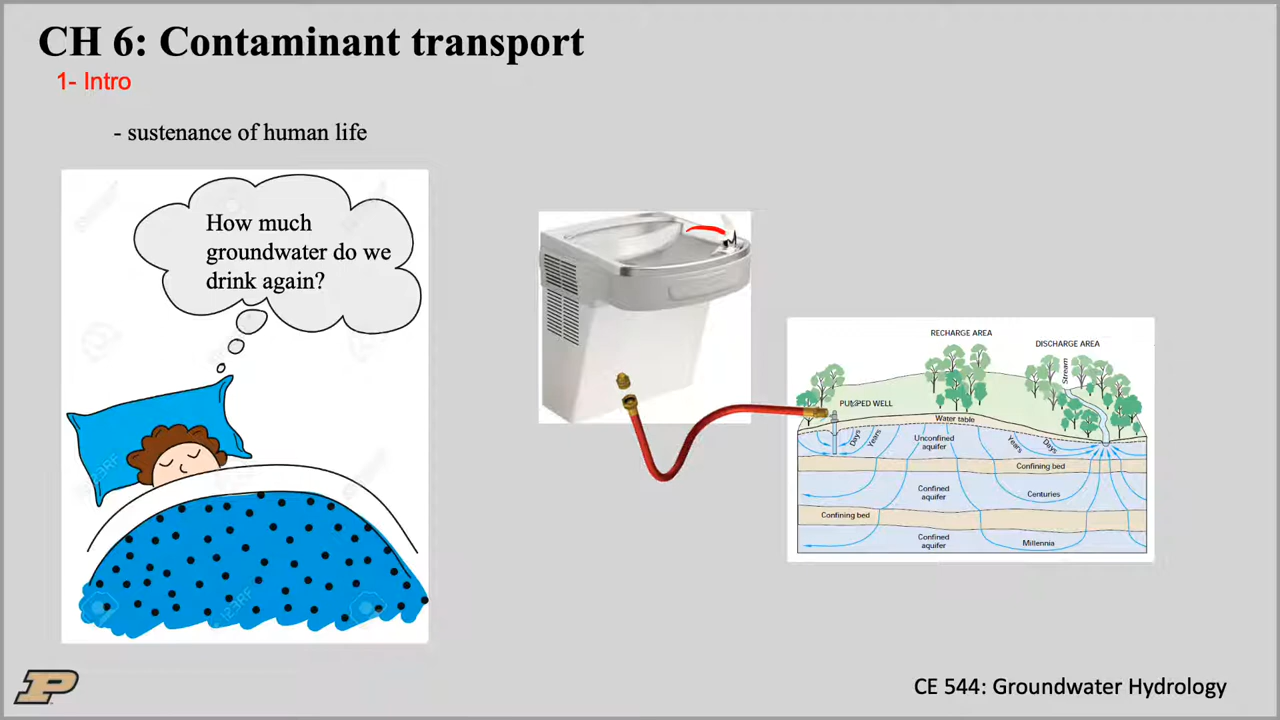 CH 6: Contaminant transport
1- Intro
- sustenance of human life
How much
groundwater do we
drink again?
RECHARGE AREA
DISCHARGE AREA
Stream
PUMPED WELL
Water table
Days
Years
Unconfined
aquifer
Years
Days
Confining bed
Confined
aquifer
Centuries
Confining bed
Confined
aquifer
Millennia
123RF
123RF
P
CE 544: Groundwater Hydrology